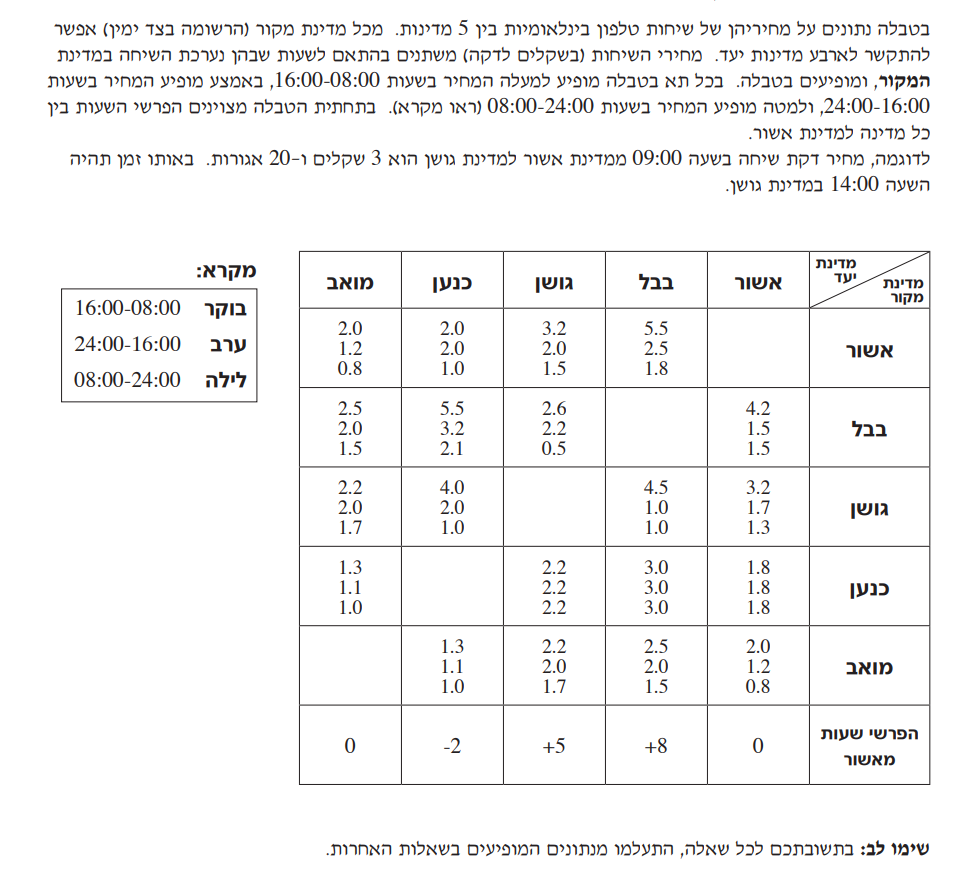 בטבלה נתונים על מחיריהן של שיחות טלפון בינלאומיות בין 5 מדינות. מכל מדינת מקור (הרשומה בצד ימין) אפשר
להתקשר לארבע מדינות יעד. מחירי השיחות (בשקלים לדקה) משתנים בהתאם לשעות שבהן נערכת השיחה במדינת
המקור, ומופיעים בטבלה. בכל תא בטבלה מופיע למעלה המחיר בשעות 16:00-08:00, באמצע מופיע המחיר בשעות
24:00-16:00, ולמטה מופיע המחיר בשעות 08:00-24:00 (ראו מקרא). בתחתית הטבלה מצוינים הפרשי השעות בין
כל מדינה למדינת אשור.
לדוגמה, מחיר דקת שיחה בשעה 09:00 ממדינת אשור למדינת גושן הוא 3 שקלים ו-20 אגורות. באותו זמן תהיה
השעה 14:00 במדינת גושן.
מדינת יעד מדינת מקור אשור בבל גושן כנען מואב
אשור 5.5 3.2 2.0 2.0
2.5 2.0 2.0 1.2
1.8 1.5 1.0 0.8
בבל 4.2 2.6 5.5 2.5
1.5 2.2 3.2 2.0
1.5 0.5 2.1 1.5
גושן 3.2 4.5 4.0 2.2
1.7 1.0 2.0 2.0
1.3 1.0 1.0 1.7
כנען 1.8 3.0 2.2 1.3
1.8 3.0 2.2 1.1
1.8 3.0 2.2 1.0
מואב 2.0 2.5 2.2 1.3
1.2 2.0 2.0 1.1
0.8 1.5 1.7 1.0
הפרשי שעות מאשור 0 +8 +5 -2 0
מקרא:
בוקר 16:00-08:00
ערב 24:00-16:00
לילה 08:00-24:00
שימו לב: בתשובתכם לכל שאלה, התעלמו מנתונים המופיעים בשאלות האחרות.